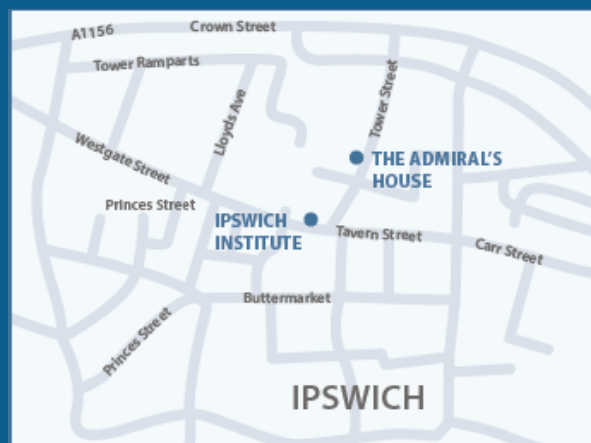 A1156
Crown Street
Tower Ramparts
Lloyds Ave
Tower Street
Westgate Street
THE ADMIRAL'S
HOUSE
Princes Street
IPSWICH
INSTITUTE
Tavern Street
Carr Street
Buttermarket
Princes Street
IPSWICH